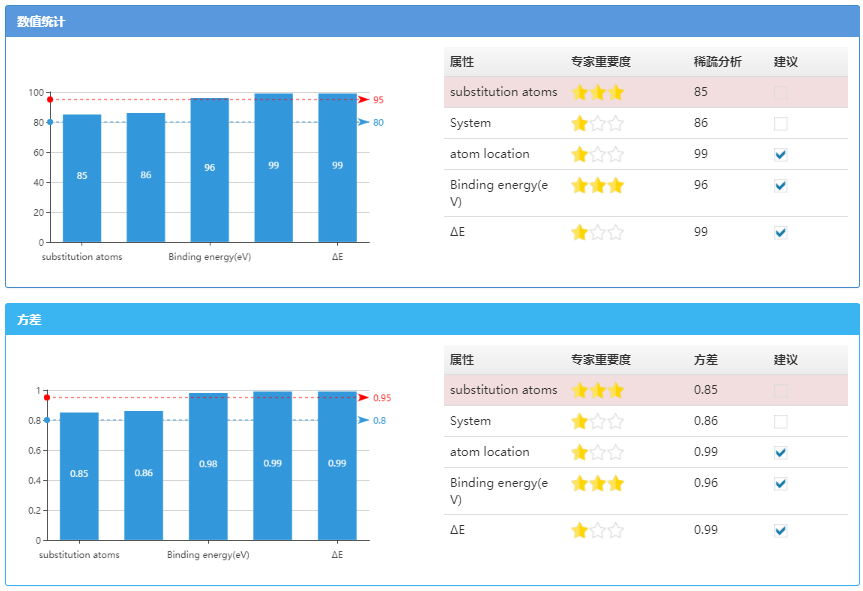 数值统计
100
80
60
40
20
0
95
80
85
86
96
99
99
substitution atoms
Binding energy(eV)
ΔE
属性 专家重要度 稀疏分析 建议
substitution atoms 85
System 86
atom location 99
Binding energy(e 96
V)
ΔE 99
方差
1
0.8
0.6
0.4
0.2
0
0.95
0.8
0.85
0.86
0.98
0.99
0.99
substitution atoms
Binding energy(eV)
ΔE
属性 专家重要度 方差 建议
substitution atoms 0.85
System 0.86
atom location 0.99
Binding energy(e 0.96
V)
ΔE 0.99